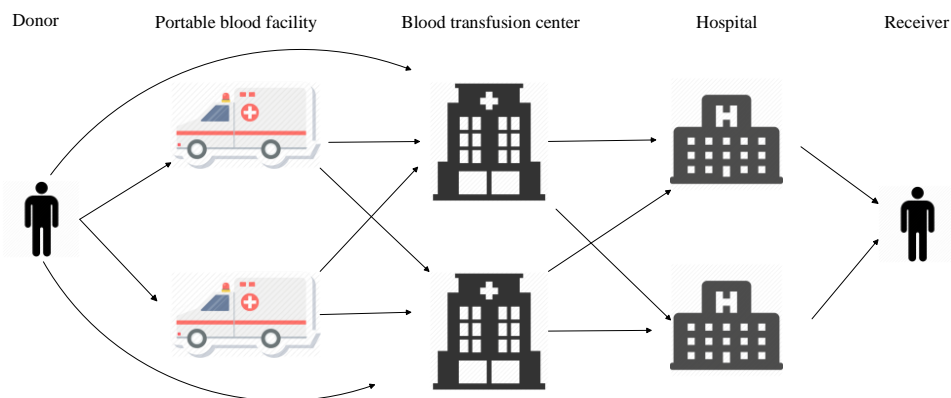 Donor
Portable blood facility
Blood transfusion center
Hospital
Receiver
H
H